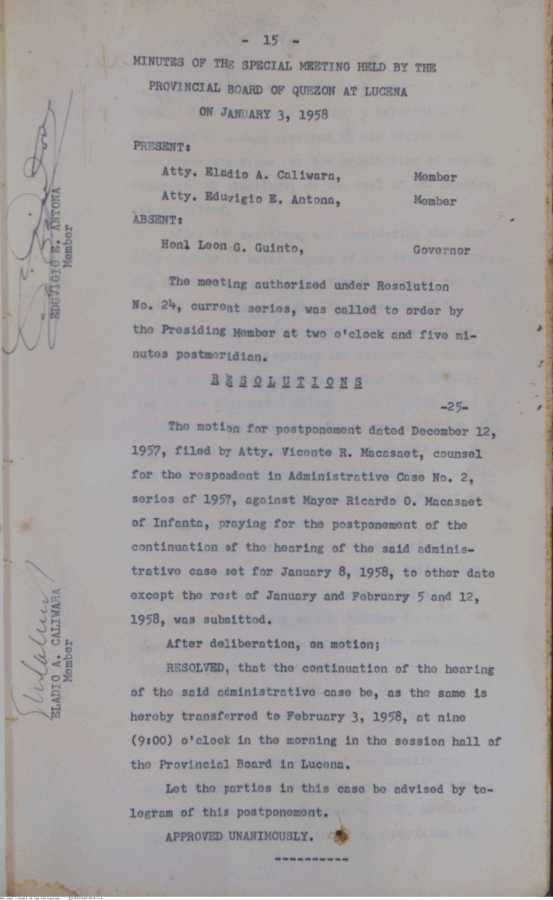 - 15 -
MINUTES OF THE SPECIAL MEETING HELD BY THE
PROVINCIAL BOARD OF QUEZON AT LUCENA
ON JANUARY 3, 1958
PRESENT:
Atty. Eladio A. Caliwara, Member
Atty. Eduvigio E. Antona, Member
ABSENT:
Honl Leon G. Guinto, Governor
The meeting authorized under Resolution
No. 24, current series, was called to order by
the Presiding Member at two o'clock and five mi-
nutes postmeridian.
RESOLUTIONS
-25-
The motion for postponement dated December 12,
1957, filed by Atty. Vicente R. Macasaet, counsel
for the respondent in Administrative Case No. 2,
series of 1957, against Mayor Ricardo O. Macasaet
of Infanta, praying for the postponement of the
continuation of the hearing of the said adminis-
trative case set for January 8, 1958, to other date
except the rest of January and February 5 and 12,
1958, was submitted.
After deliberation, on motion;
RESOLVED, that the continuation of the hearing
of the said administrative case be, as the same is
hereby transferred to February 3, 1958, at nine
(9:00) o'clock in the morning in the session hall of
the Provincial Board in Lucena.
Let the parties in this case be advised by te-
legram of this postponement.
APPROVED UNANIMOUSLY.
----------
EDUVIGIO E. ANTONA
Member
ELADIO A. CALIWARA
Member